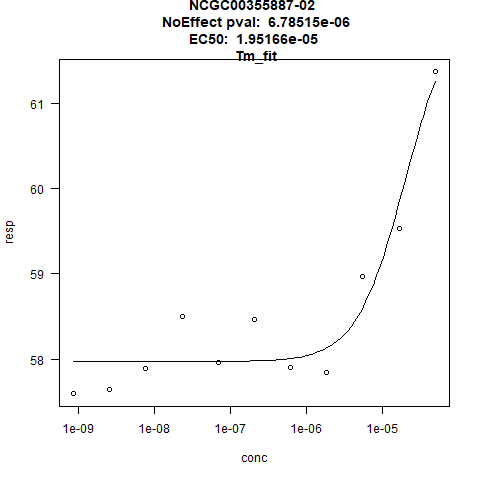 NCGC00355887-02
NoEffect pval: 6.78515e-06
EC50: 1.95166e-05
Tm_fit
61
60
59
58
resp
1e-09 1e-08 1e-07 1e-06 1e-05
conc